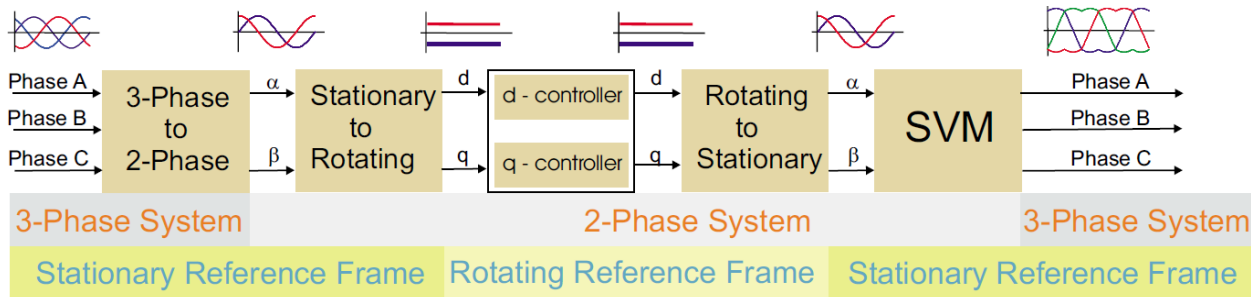 Phase A
Phase B
Phase C
3-Phase
to
2-Phase
α
β
Stationary
to
Rotating
d
q
d - controller
q - controller
d
q
Rotating
to
Stationary
α
β
SVM
Phase A
Phase B
Phase C
3-Phase System
2-Phase System
3-Phase System
Stationary Reference Frame
Rotating Reference Frame
Stationary Reference Frame